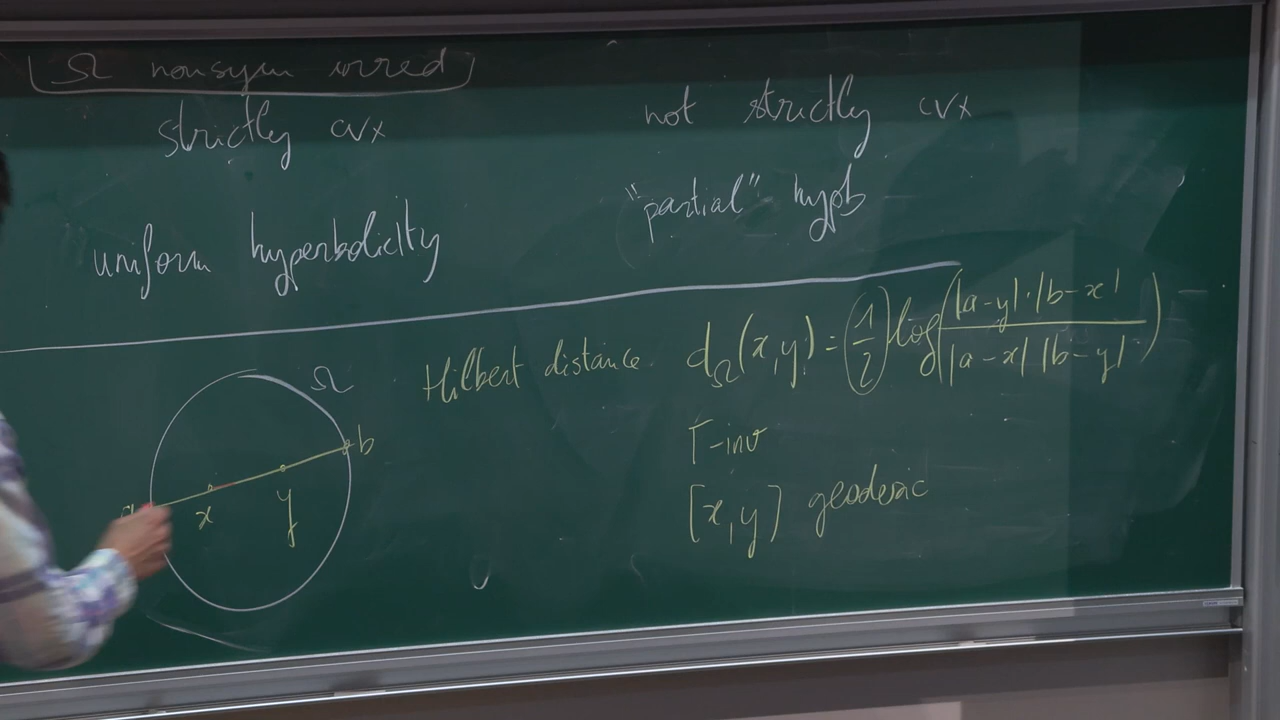 Ω nonsym irred
strictly cvx
not strictly cvx
uniform hyperbolicity
"partial" hypb
Hilbert distance. d_Ω(x,y) = (1/2) log(|a-y|·|b-x| / |a-x| |b-y|)
Γ-inv
[x,y] geodesic
Ω
b
y
x
a